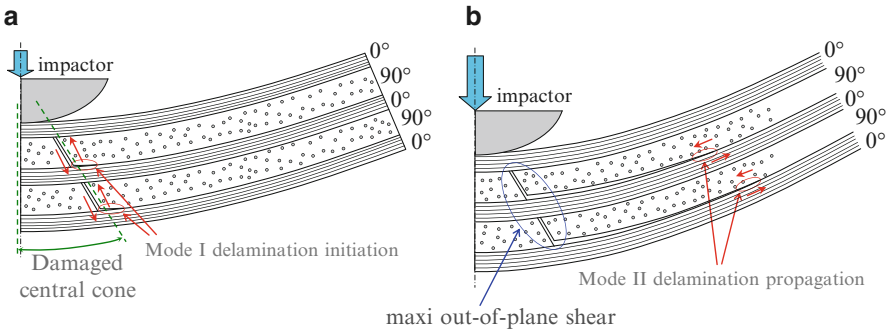 a
impactor
0°
90°
0°
90°
0°
Mode I delamination initiation
Damaged
central cone
b
impactor
0°
90°
0°
90°
0°
Mode II delamination propagation
maxi out-of-plane shear